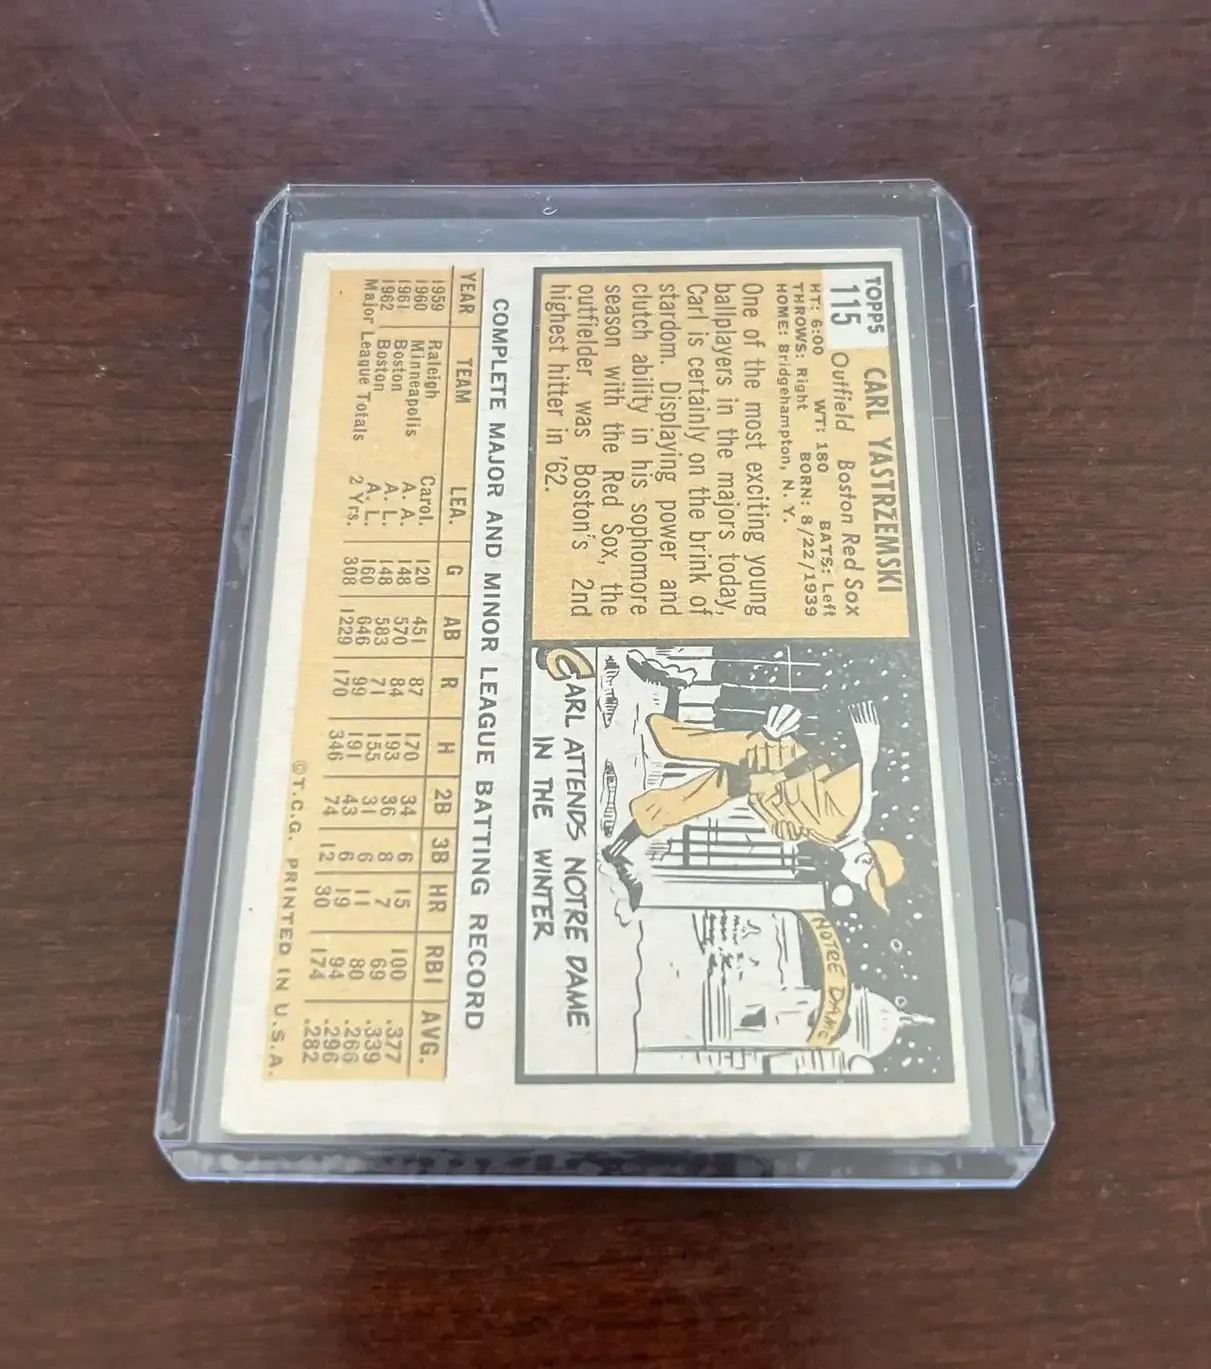 TOPPS
115
CARL YASTRZEMSKI
Outfield Boston Red Sox
HT: 6:00 WT: 180 BATS: Left
THROWS: Right BORN: 8/22/1939
HOME: Bridgehampton, N. Y.
One of the most exciting young
ballplayers in the majors today,
Carl is certainly on the brink of
stardom. Displaying power and
clutch ability in his sophomore
season with the Red Sox, the
outfielder was Boston's 2nd
highest hitter in '62.
NOTRE DAME
CARL ATTENDS NOTRE DAME
IN THE WINTER
COMPLETE MAJOR AND MINOR LEAGUE BATTING RECORD
YEAR TEAM LEA. G AB R H 2B 3B HR RBI AVG.
1959 Raleigh Carol. 120 451 87 170 34 6 15 100 .377
1960 Minneapolis A. A. 148 570 84 193 36 8 7 69 .339
1961 Boston A. L. 148 583 71 155 31 6 11 80 .266
1962 Boston A. L. 160 646 99 191 43 6 19 94 .296
Major League Totals 2 Yrs. 308 1229 170 346 74 12 30 174 .282
©T.C.G. PRINTED IN U.S.A.